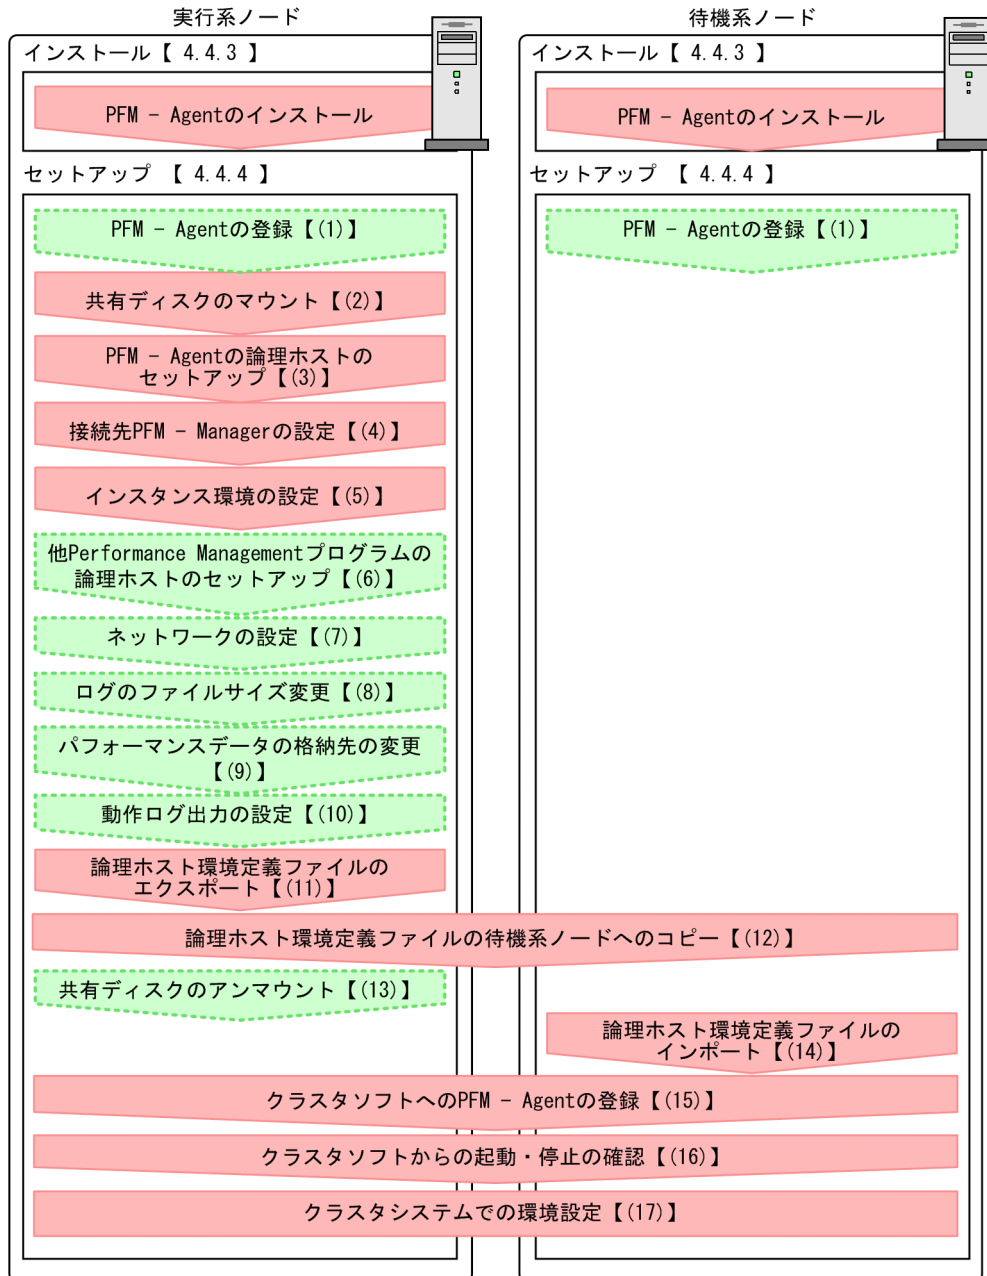 実行系ノード
待機系ノード
インストール【 4.4.3 】
インストール【 4.4.3 】
PFM － Agentのインストール
PFM － Agentのインストール
セットアップ 【 4.4.4 】
セットアップ 【 4.4.4 】
PFM － Agentの登録【(1)】
PFM － Agentの登録【(1)】
共有ディスクのマウント【(2)】
PFM － Agentの論理ホストの
セットアップ【(3)】
接続先PFM － Managerの設定【(4)】
インスタンス環境の設定【(5)】
他Performance Managementプログラムの
論理ホストのセットアップ【(6)】
ネットワークの設定【(7)】
ログのファイルサイズ変更【(8)】
パフォーマンスデータの格納先の変更
【(9)】
動作ログ出力の設定【(10)】
論理ホスト環境定義ファイルの
エクスポート【(11)】
論理ホスト環境定義ファイルの待機系ノードへのコピー【(12)】
共有ディスクのアンマウント【(13)】
論理ホスト環境定義ファイルの
インポート【(14)】
クラスタソフトへのPFM － Agentの登録【(15)】
クラスタソフトからの起動・停止の確認【(16)】
クラスタシステムでの環境設定【(17)】